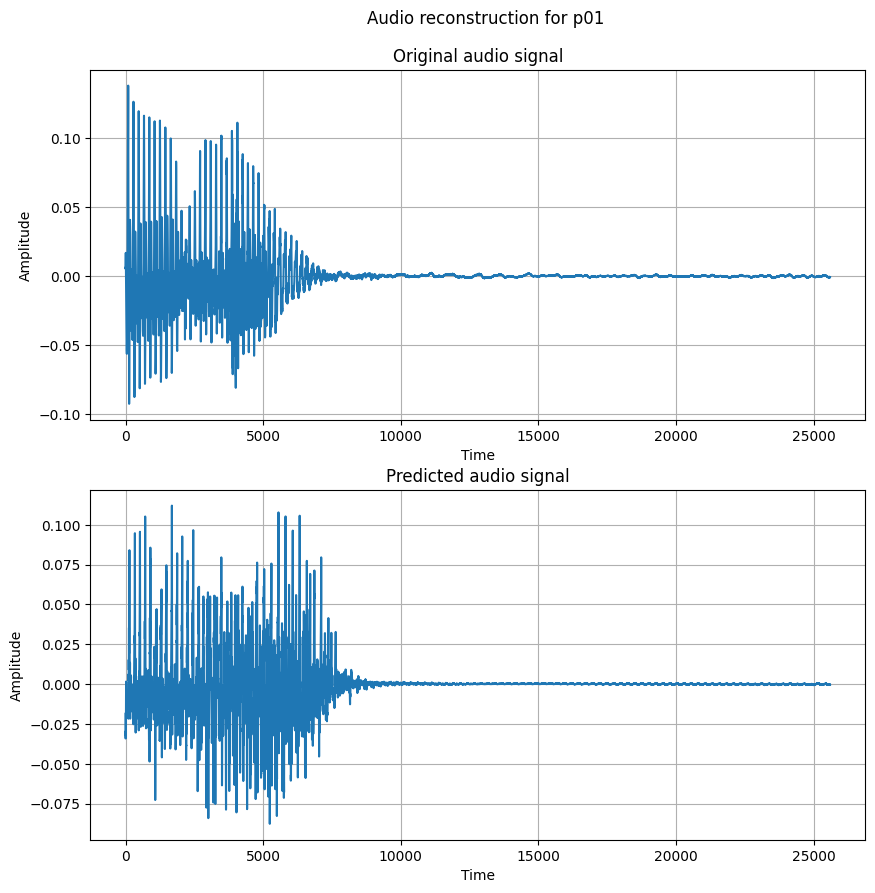 Audio reconstruction for p01
Original audio signal
0.10
0.05
0.00
−0.05
−0.10
Amplitude
0 5000 10000 15000 20000 25000
Time
Predicted audio signal
0.100
0.075
0.050
0.025
0.000
−0.025
−0.050
−0.075
Amplitude
0 5000 10000 15000 20000 25000
Time